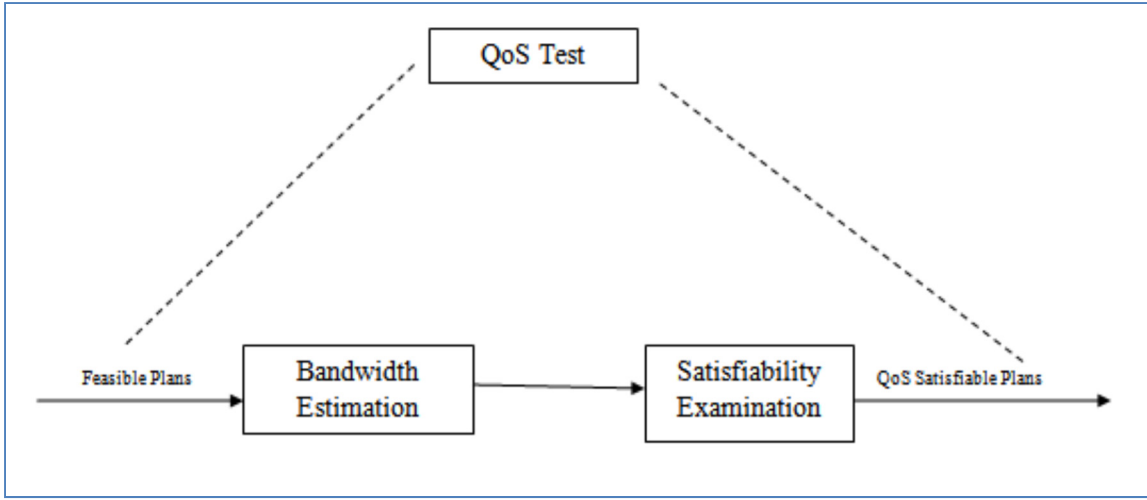 QoS Test
Feasible Plans
Bandwidth
Estimation
Satisfiability
Examination
QoS Satisfiable Plans